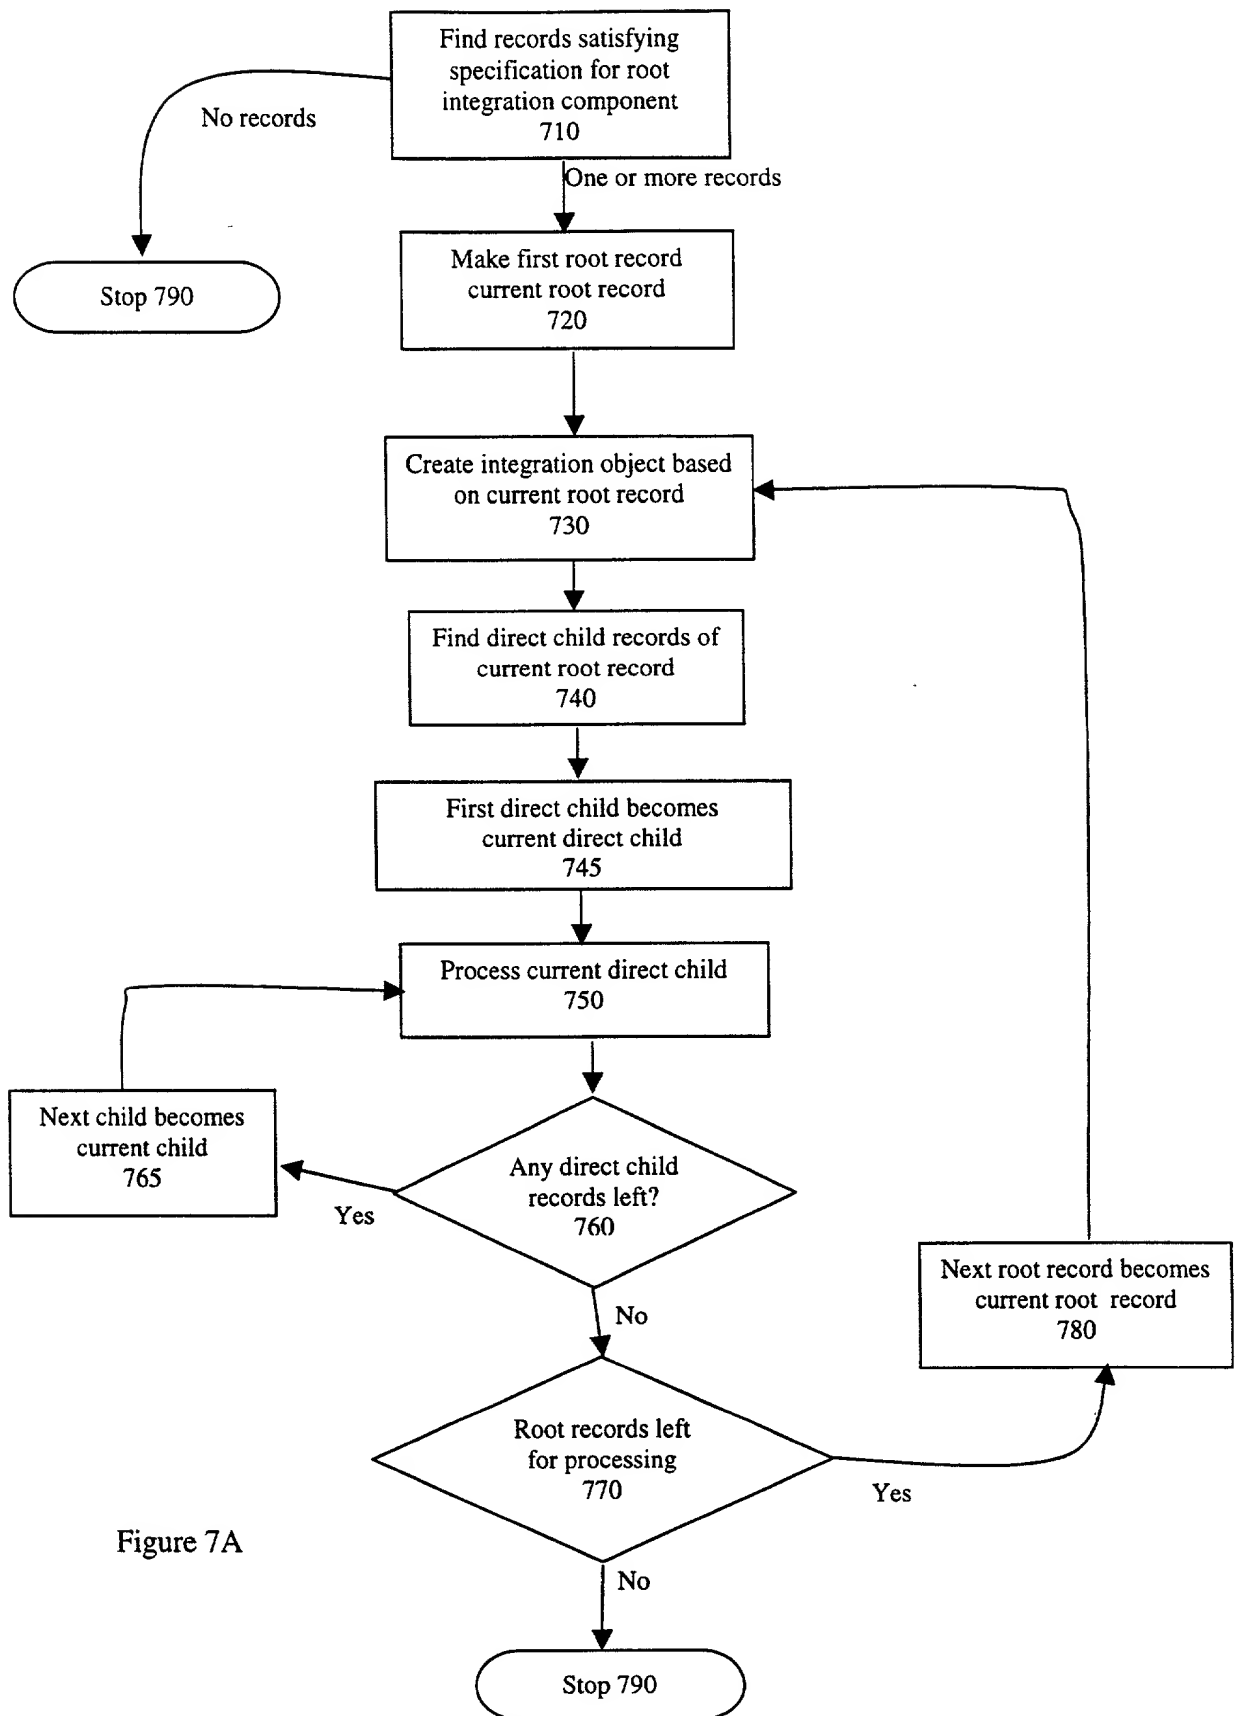 Find records satisfying
specification for root
integration component
710
No records
One or more records
Stop 790
Make first root record
current root record
720
Create integration object based
on current root record
730
Find direct child records of
current root record
740
First direct child becomes
current direct child
745
Process current direct child
750
Next child becomes
current child
765
Any direct child
records left?
760
Yes
No
Next root record becomes
current root record
780
Root records left
for processing
770
Yes
Figure 7A
No
Stop 790